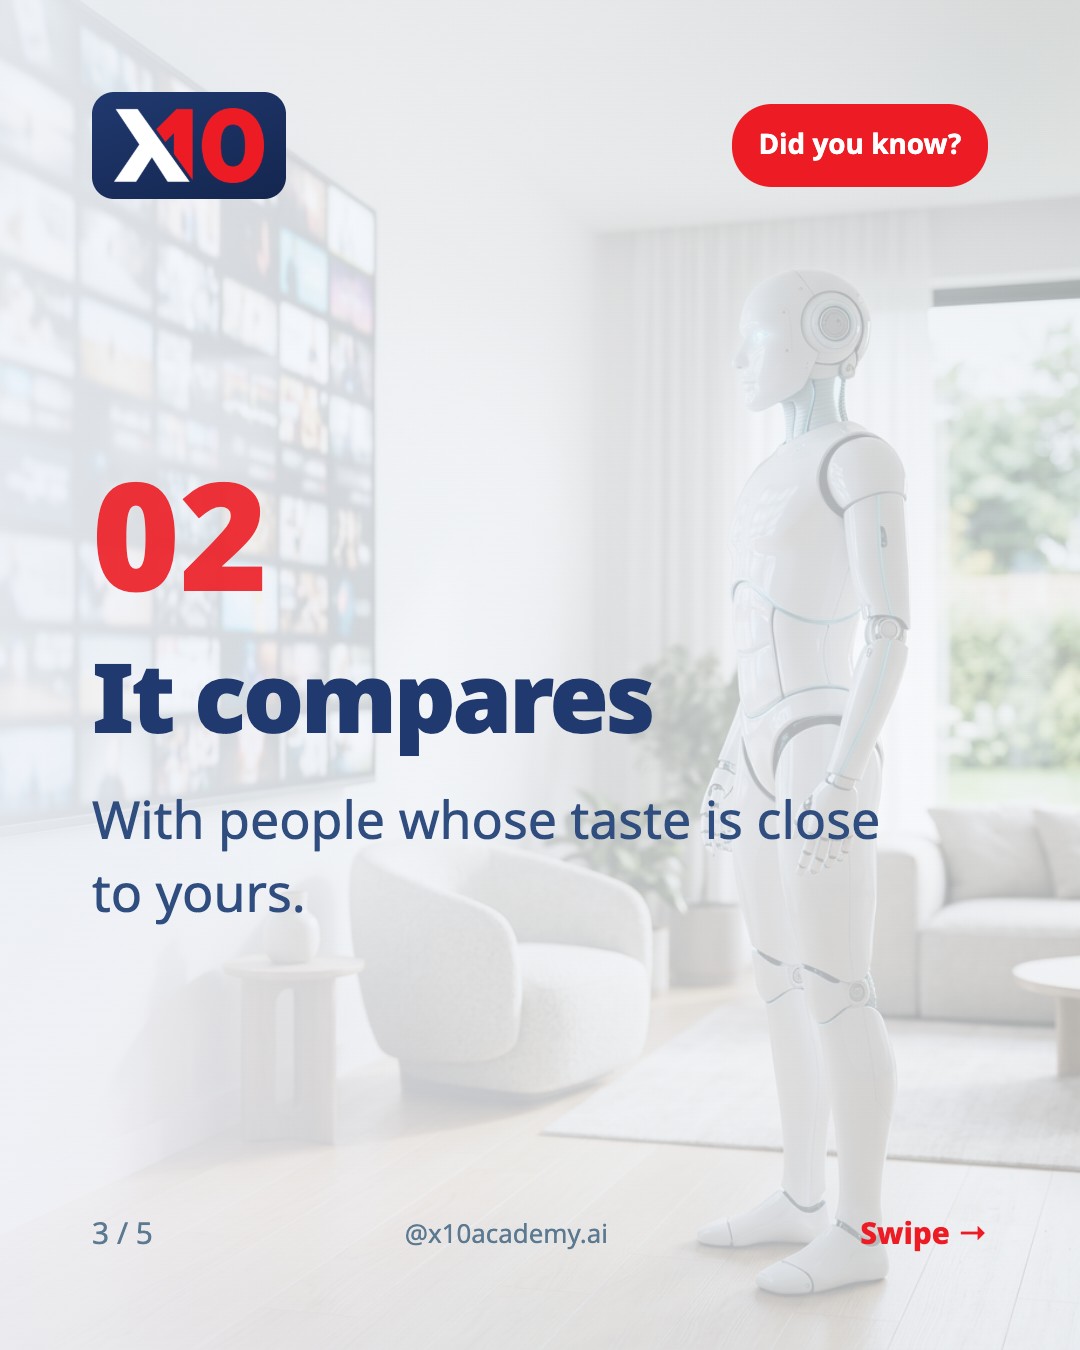 X10
Did you know?
02
It compares
With people whose taste is close
to yours.
3 / 5
@x10academy.ai
Swipe →